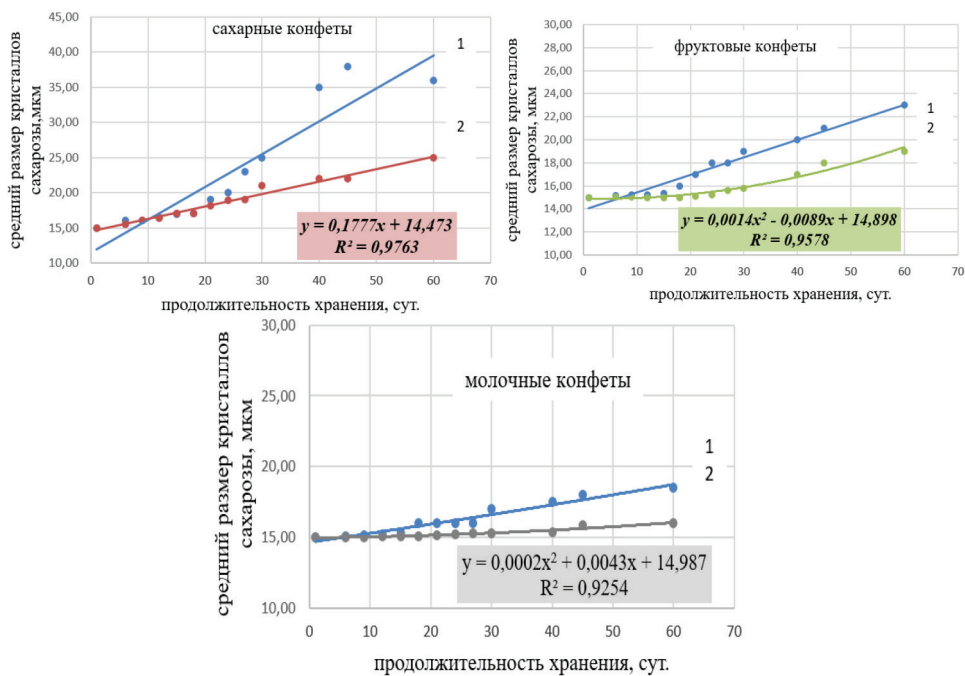 45,00
40,00
35,00
30,00
25,00
20,00
15,00
10,00
средний размер кристаллов
сахарозы,мкм
сахарные конфеты
1
2
y = 0,1777x + 14,473
R² = 0,9763
0 10 20 30 40 50 60 70
продолжительность хранения, сут.
30,00
28,00
26,00
24,00
22,00
20,00
18,00
16,00
14,00
12,00
10,00
средний размер кристаллов
сахарозы, мкм
фруктовые конфеты
1
2
y = 0,0014x² - 0,0089x + 14,898
R² = 0,9578
0 10 20 30 40 50 60 70
продолжительность хранения, сут.
30,00
25,00
20,00
15,00
10,00
средний размер кристаллов
сахарозы, мкм
молочные конфеты
1
2
y = 0,0002x² + 0,0043x + 14,987
R² = 0,9254
0 10 20 30 40 50 60 70
продолжительность хранения, сут.